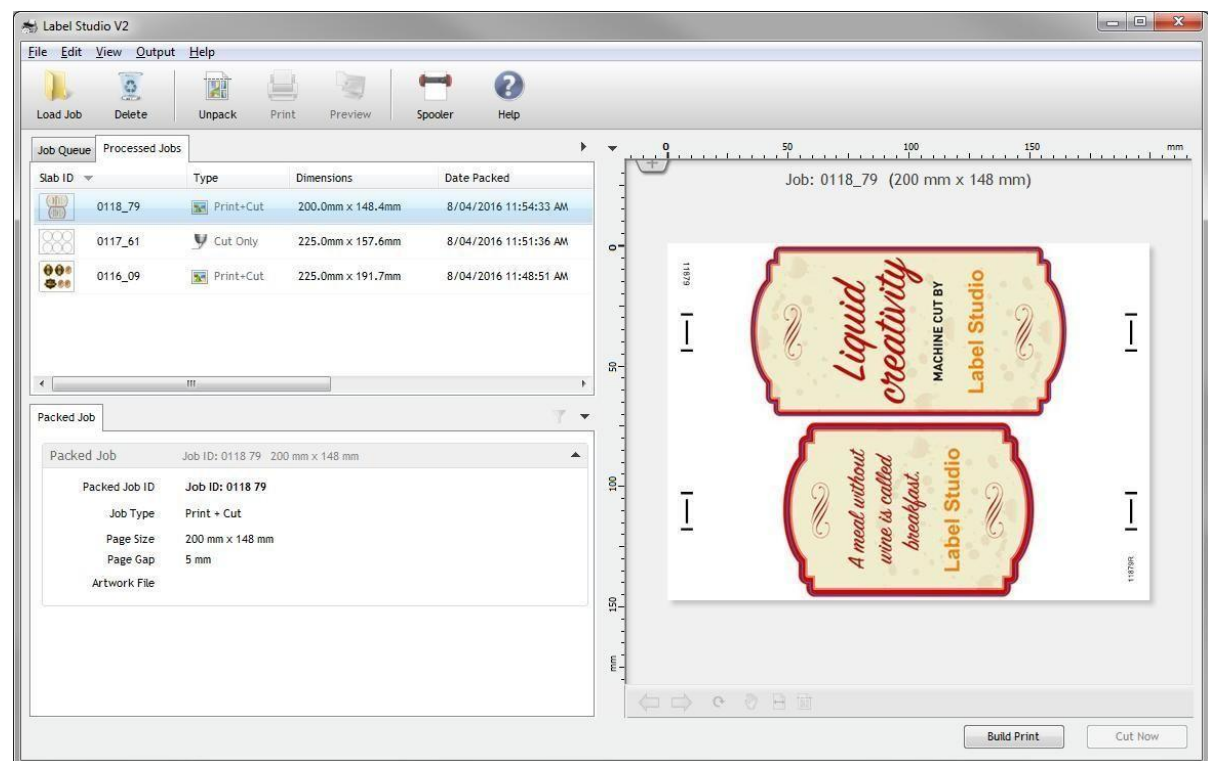 Label Studio V2
File Edit View Output Help
Load Job Delete Unpack Print Preview Spooler Help
Job Queue Processed Jobs
Slab ID Type Dimensions Date Packed
0118_79 Print+Cut 200.0mm x 148.4mm 8/04/2016 11:54:33 AM
0117_61 Cut Only 225.0mm x 157.6mm 8/04/2016 11:51:36 AM
0116_09 Print+Cut 225.0mm x 191.7mm 8/04/2016 11:48:51 AM
Packed Job
Packed Job Job ID: 0118 79 200 mm x 148 mm
Packed Job ID Job ID: 0118 79
Job Type Print + Cut
Page Size 200 mm x 148 mm
Page Gap 5 mm
Artwork File
0 50 100 150 mm
Job: 0118_79 (200 mm x 148 mm)
0
50
100
150
mm
11879
Liquid
creativity
MACHINE CUT BY
Label Studio
A meal without
wine is called
breakfast.
Label Studio
11879R
Build Print Cut Now